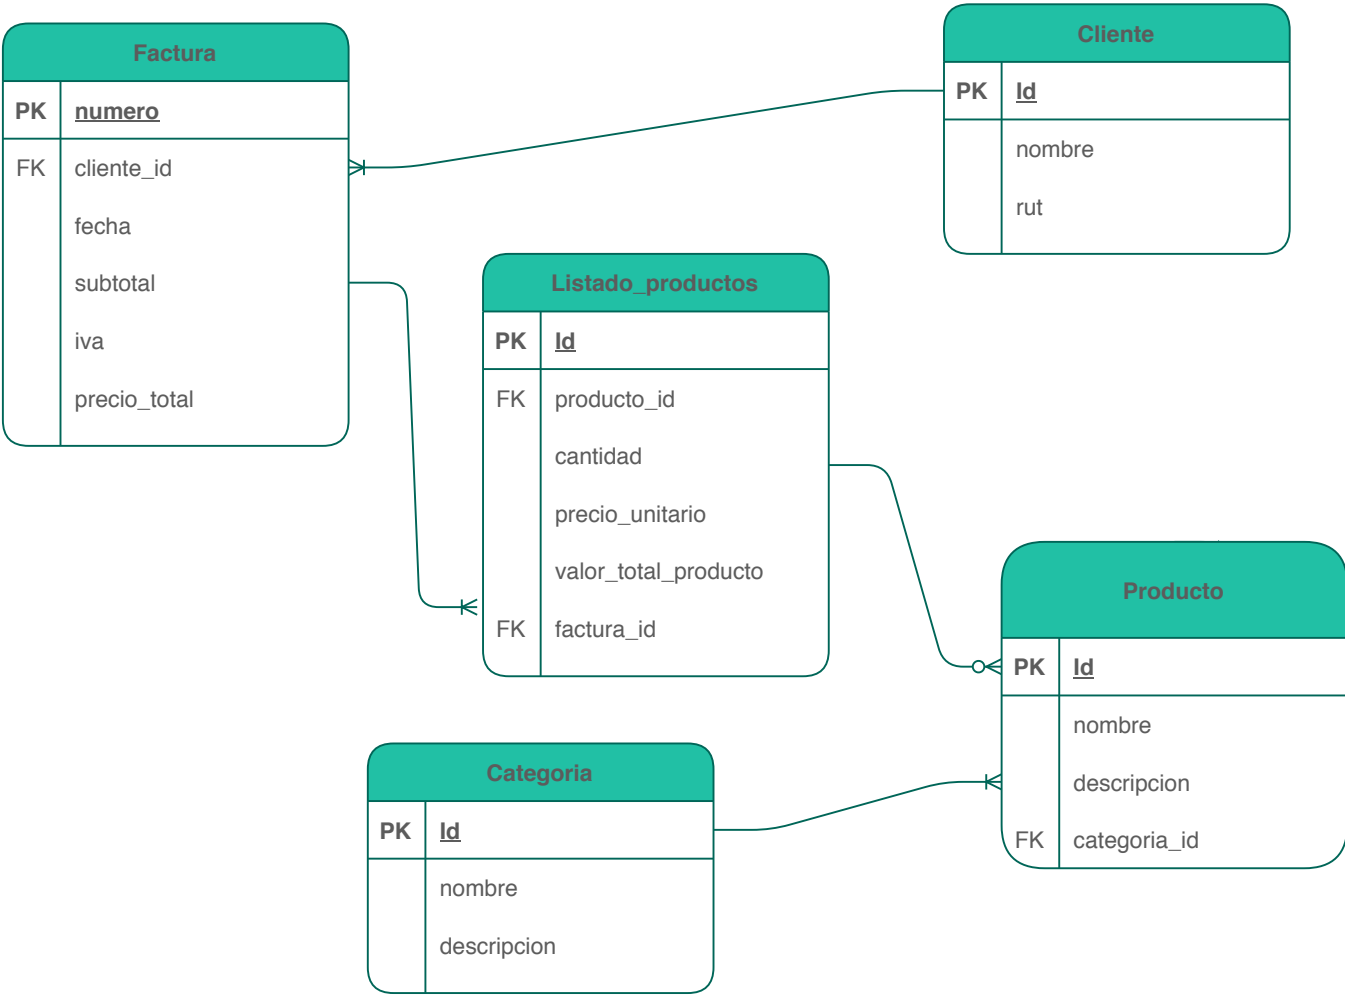 Factura
PK numero
FK cliente_id
fecha
subtotal
iva
precio_total
Cliente
PK Id
nombre
rut
Listado_productos
PK Id
FK producto_id
cantidad
precio_unitario
valor_total_producto
FK factura_id
Producto
PK Id
nombre
descripcion
FK categoria_id
Categoria
PK Id
nombre
descripcion